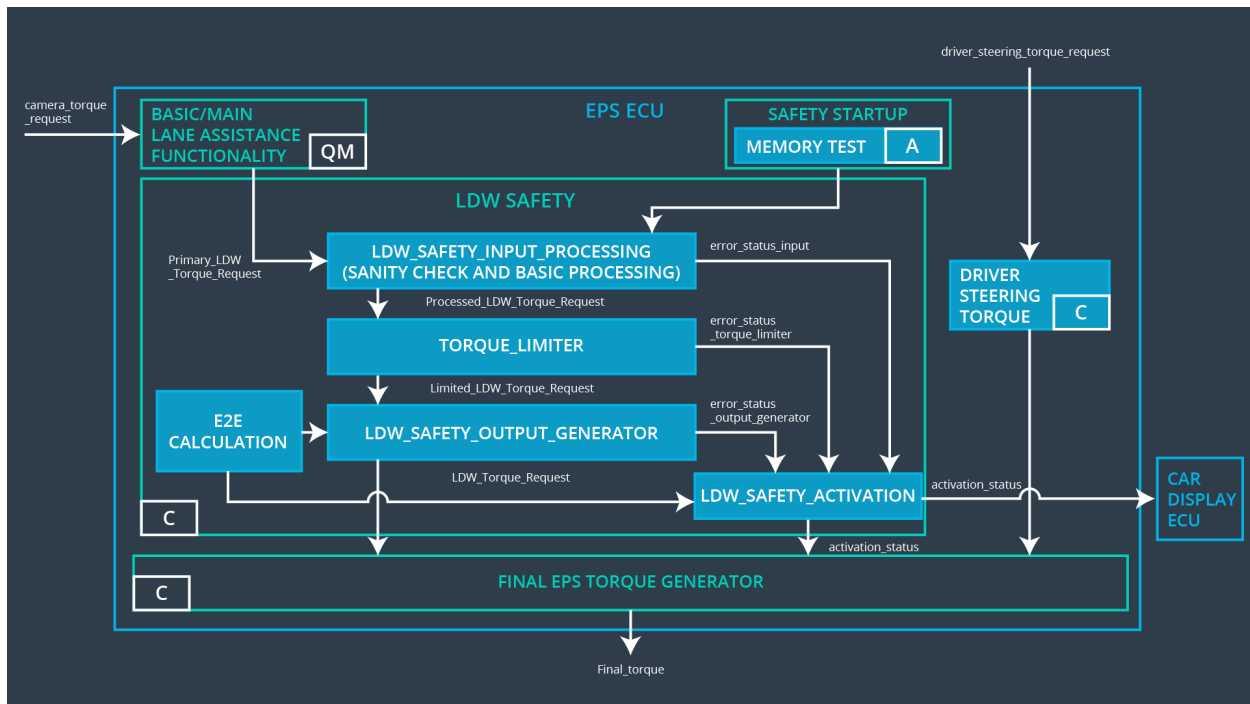 driver_steering_torque_request
camera_torque
_request
BASIC/MAIN
LANE ASSISTANCE
FUNCTIONALITY
QM
EPS ECU
SAFETY STARTUP
MEMORY TEST
A
LDW SAFETY
Primary_LDW
_Torque_Request
LDW_SAFETY_INPUT_PROCESSING
(SANITY CHECK AND BASIC PROCESSING)
error_status_input
DRIVER
STEERING
TORQUE
C
Processed_LDW_Torque_Request
TORQUE_LIMITER
error_status
_torque_limiter
Limited_LDW_Torque_Request
E2E
CALCULATION
LDW_SAFETY_OUTPUT_GENERATOR
error_status
_output_generator
LDW_Torque_Request
LDW_SAFETY_ACTIVATION
activation_status
CAR
DISPLAY
ECU
C
activation_status
FINAL EPS TORQUE GENERATOR
C
Final_torque